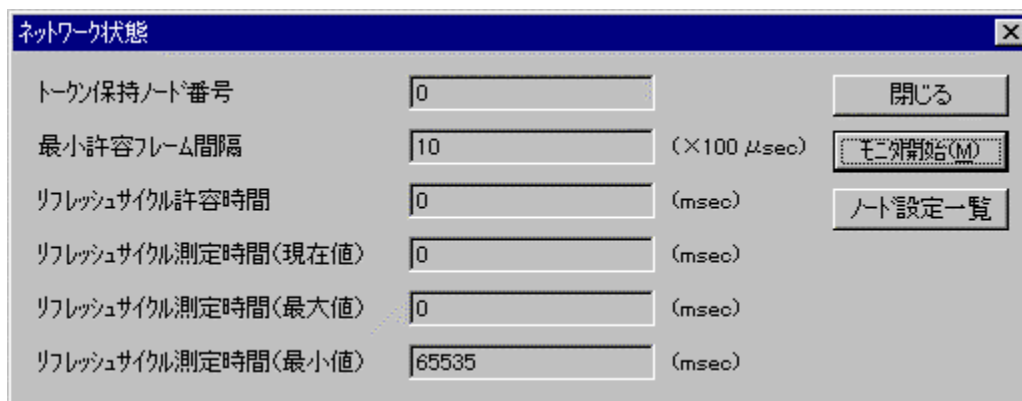 ネットワーク状態
トークン保持ノード番号 0 閉じる
最小許容フレーム間隔 10 (×100 μsec) モニタ開始(M)
リフレッシュサイクル許容時間 0 (msec) ノード設定一覧
リフレッシュサイクル測定時間(現在値) 0 (msec)
リフレッシュサイクル測定時間(最大値) 0 (msec)
リフレッシュサイクル測定時間(最小値) 65535 (msec)